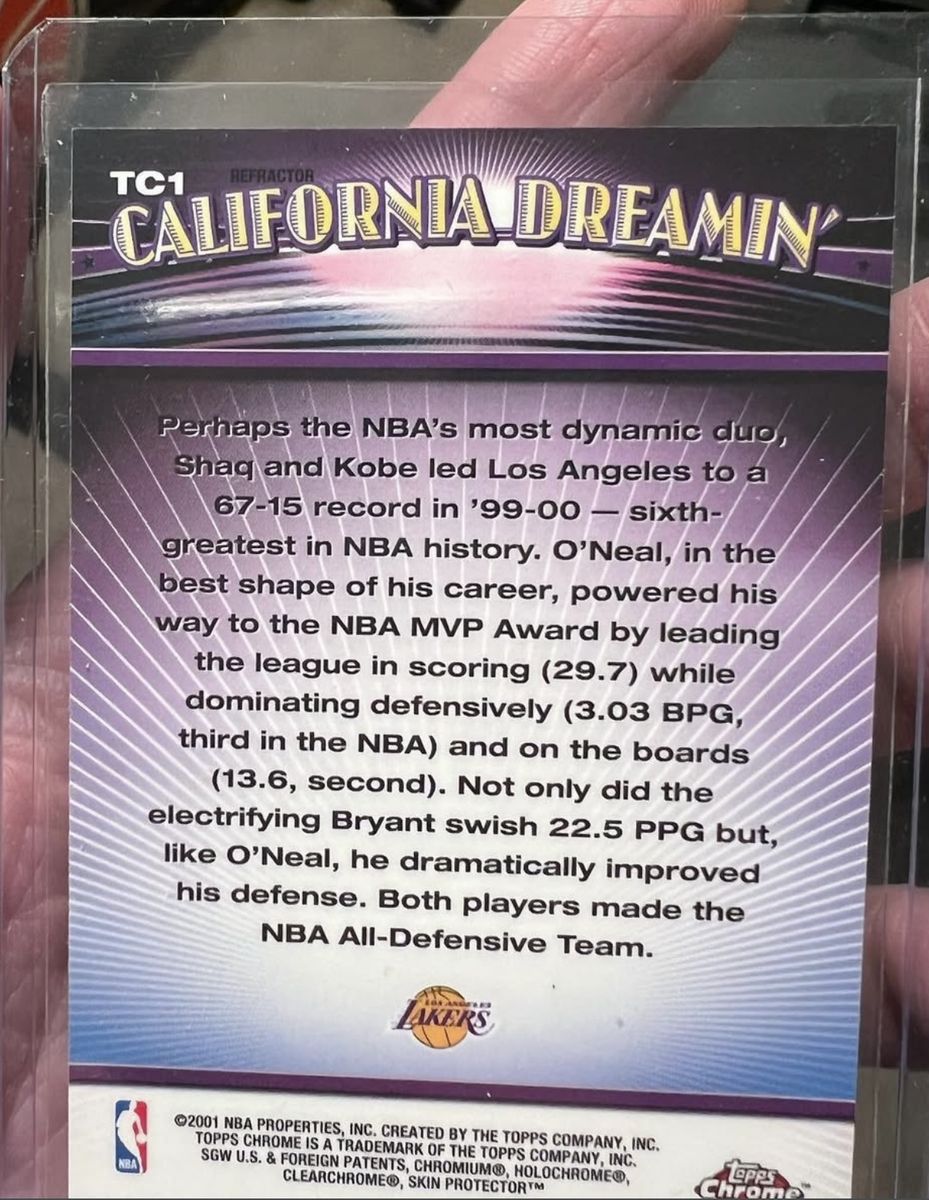 TC1 REFRACTOR
CALIFORNIA DREAMIN'
Perhaps the NBA's most dynamic duo,
Shaq and Kobe led Los Angeles to a
67-15 record in '99-00 — sixth-
greatest in NBA history. O'Neal, in the
best shape of his career, powered his
way to the NBA MVP Award by leading
the league in scoring (29.7) while
dominating defensively (3.03 BPG,
third in the NBA) and on the boards
(13.6, second). Not only did the
electrifying Bryant swish 22.5 PPG but,
like O'Neal, he dramatically improved
his defense. Both players made the
NBA All-Defensive Team.
LOS ANGELES
LAKERS
NBA
©2001 NBA PROPERTIES, INC. CREATED BY THE TOPPS COMPANY, INC.
TOPPS CHROME IS A TRADEMARK OF THE TOPPS COMPANY, INC.
SGW U.S. & FOREIGN PATENTS, CHROMIUM®, HOLOCHROME®,
CLEARCHROME®, SKIN PROTECTOR™
Topps
Chrome™